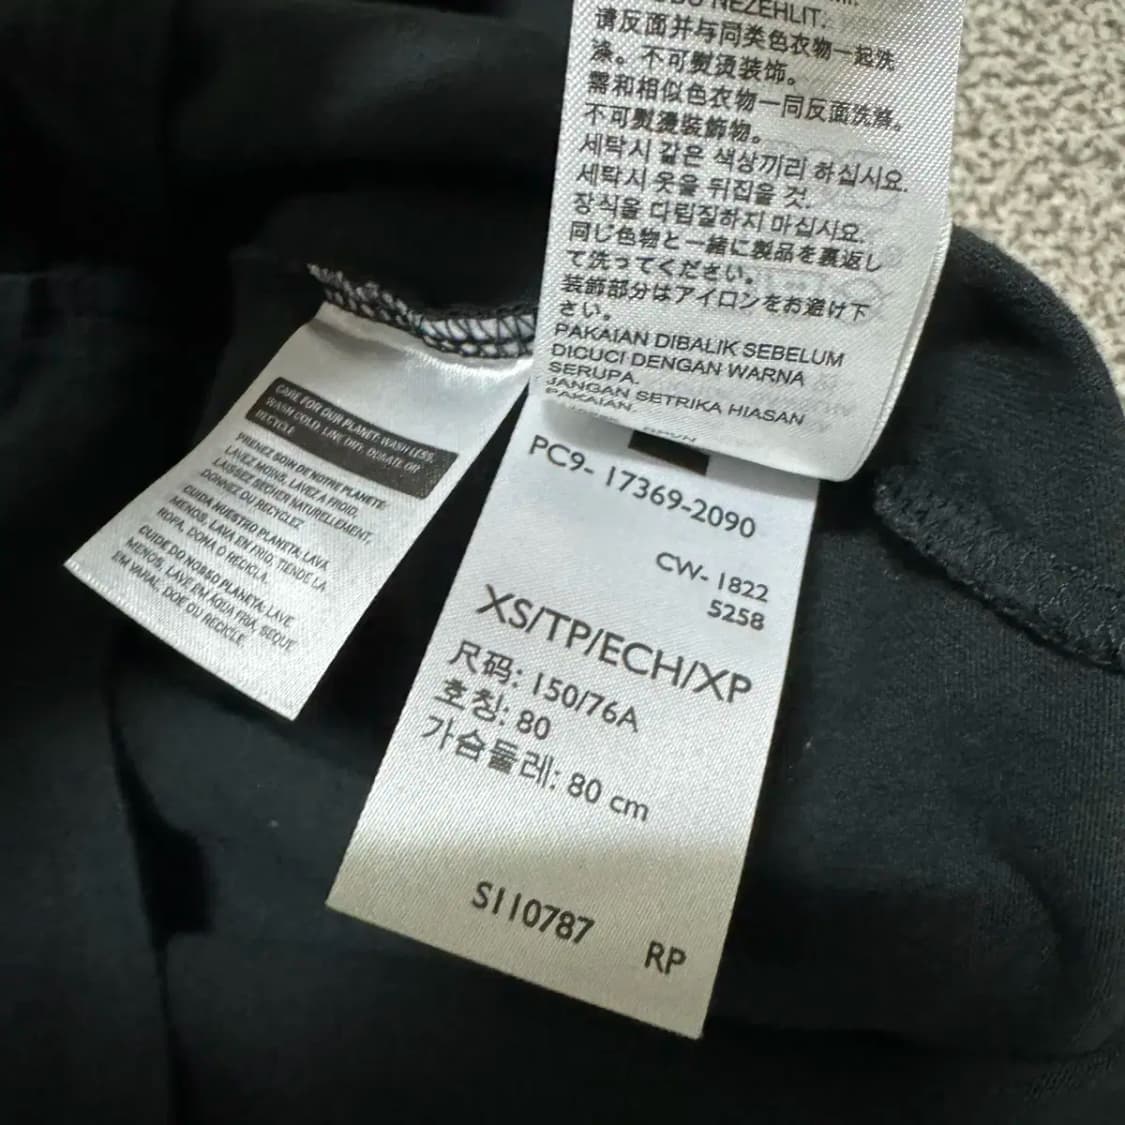 NEZEHLIT.
请反面并与同类色衣物一起洗
涤。不可熨烫装饰。
需和相似色衣物一同反面洗滌。
不可熨燙裝飾物。
세탁시 같은 색상끼리 하십시요.
세탁시 옷을 뒤집을 것.
장식을 다림질하지 마십시요.
同じ色物と一緒に製品を裏返し
て洗ってください。
装飾部分はアイロンをお避け下
さい。
PAKAIAN DIBALIK SEBELUM
DICUCI DENGAN WARNA
SERUPA.
JANGAN SETRIKA HIASAN
PAKAIAN.
CARE FOR OUR PLANET: WASH LESS,
WASH COLD, LINE DRY, DONATE OR
RECYCLE
PRENEZ SOIN DE NOTRE PLANETE:
LAVEZ MOINS, LAVEZ A FROID,
LAISSEZ SECHER NATURELLEMENT,
DONNEZ OU RECYCLEZ
CUIDA NUESTRO PLANETA: LAVA
MENOS, LAVA EN FRIO, TIENDE LA
ROPA, DONA O RECICLA.
CUIDE DO NOSSO PLANETA: LAVE
MENOS, LAVE EM ÁGUA FRIA, SEQUE
EM VARAL, DOE OU RECICLE.
PC9- 17369-2090
CW- 1822
5258
XS/TP/ECH/XP
尺码: 150/76A
호칭: 80
가슴둘레: 80 cm
S110787 RP